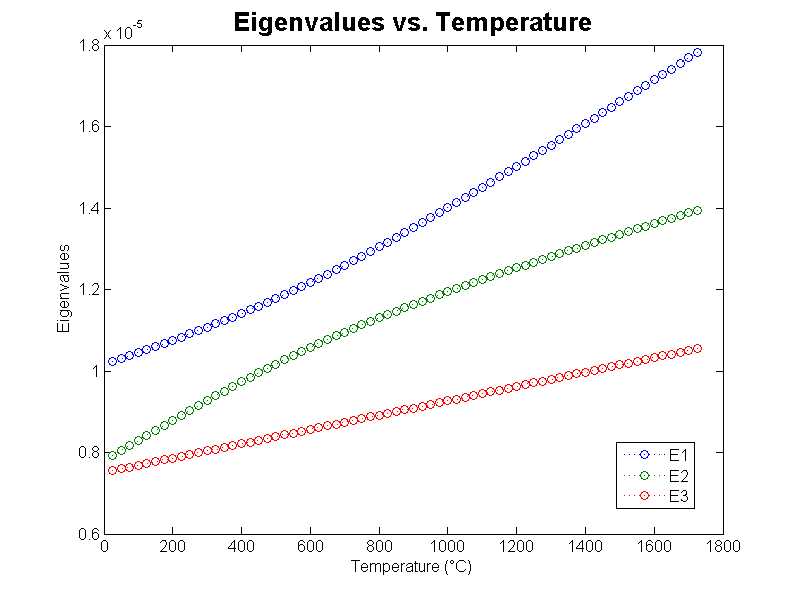 Eigenvalues vs. Temperature
x 10-5
1.8
1.6
1.4
1.2
1
0.8
0.6
Eigenvalues
E1
E2
E3
0 200 400 600 800 1000 1200 1400 1600 1800
Temperature (°C)